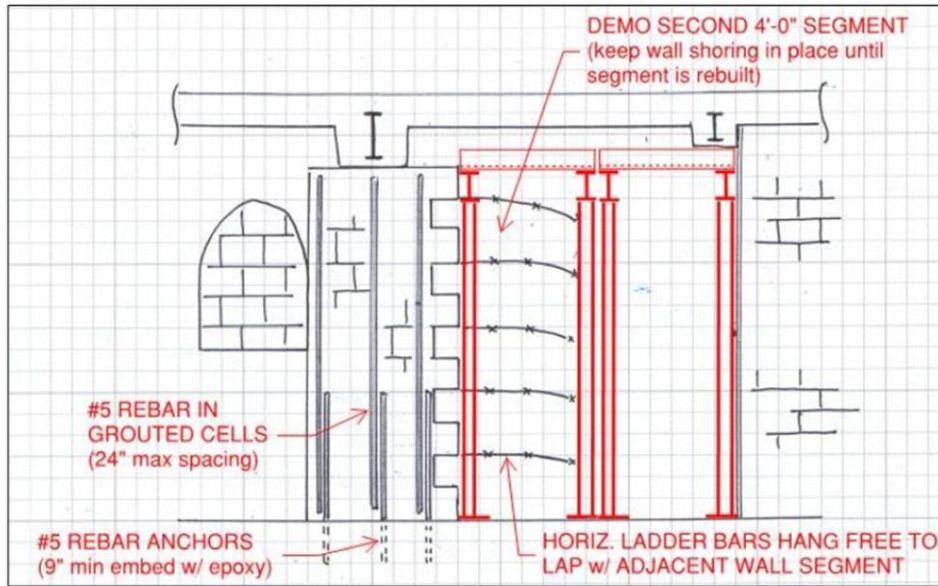 DEMO SECOND 4'-0" SEGMENT
(keep wall shoring in place until
segment is rebuilt)
#5 REBAR IN
GROUTED CELLS
(24" max spacing)
#5 REBAR ANCHORS
(9" min embed w/ epoxy)
HORIZ. LADDER BARS HANG FREE TO
LAP w/ ADJACENT WALL SEGMENT